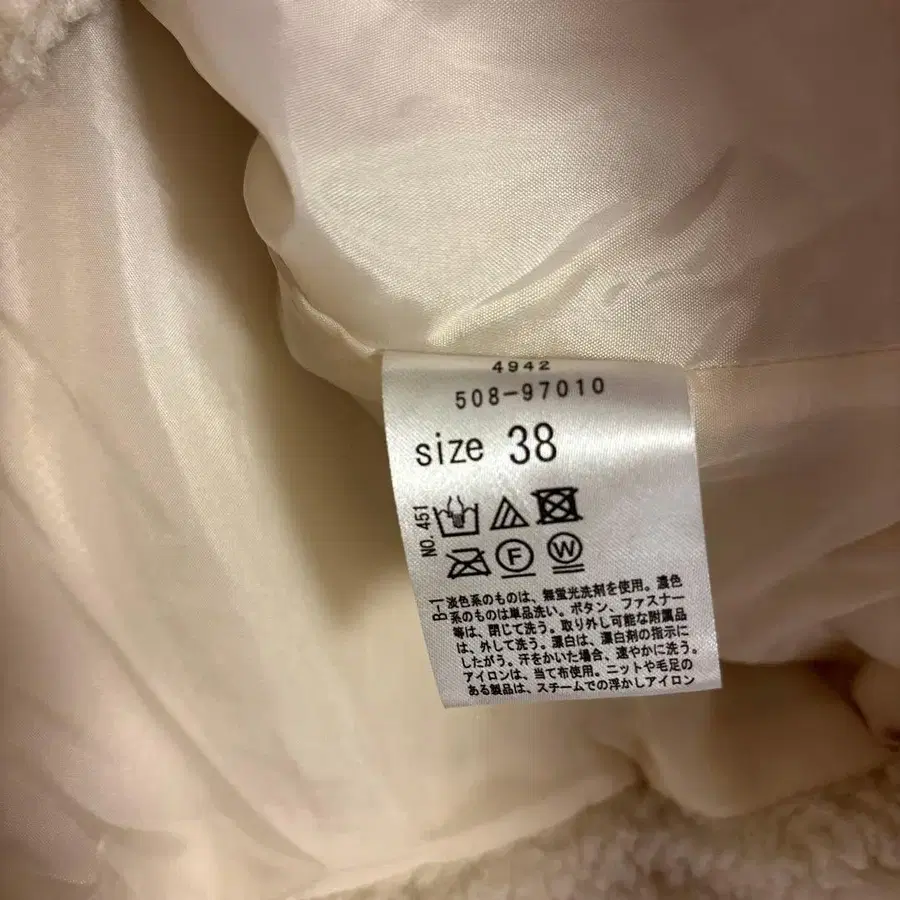 4942
508-97010
size 38
NO. 451
F
W
B-1
淡色系のものは、無蛍光洗剤を使用。濃色
系のものは単品洗い。ボタン、ファスナー
等は、閉じて洗う。取り外し可能な附属品
は、外して洗う。漂白は、漂白剤の指示に
したがう。汗をかいた場合、速やかに洗う。
アイロンは、当て布使用。ニットや毛足の
ある製品は、スチームでの浮かしアイロン